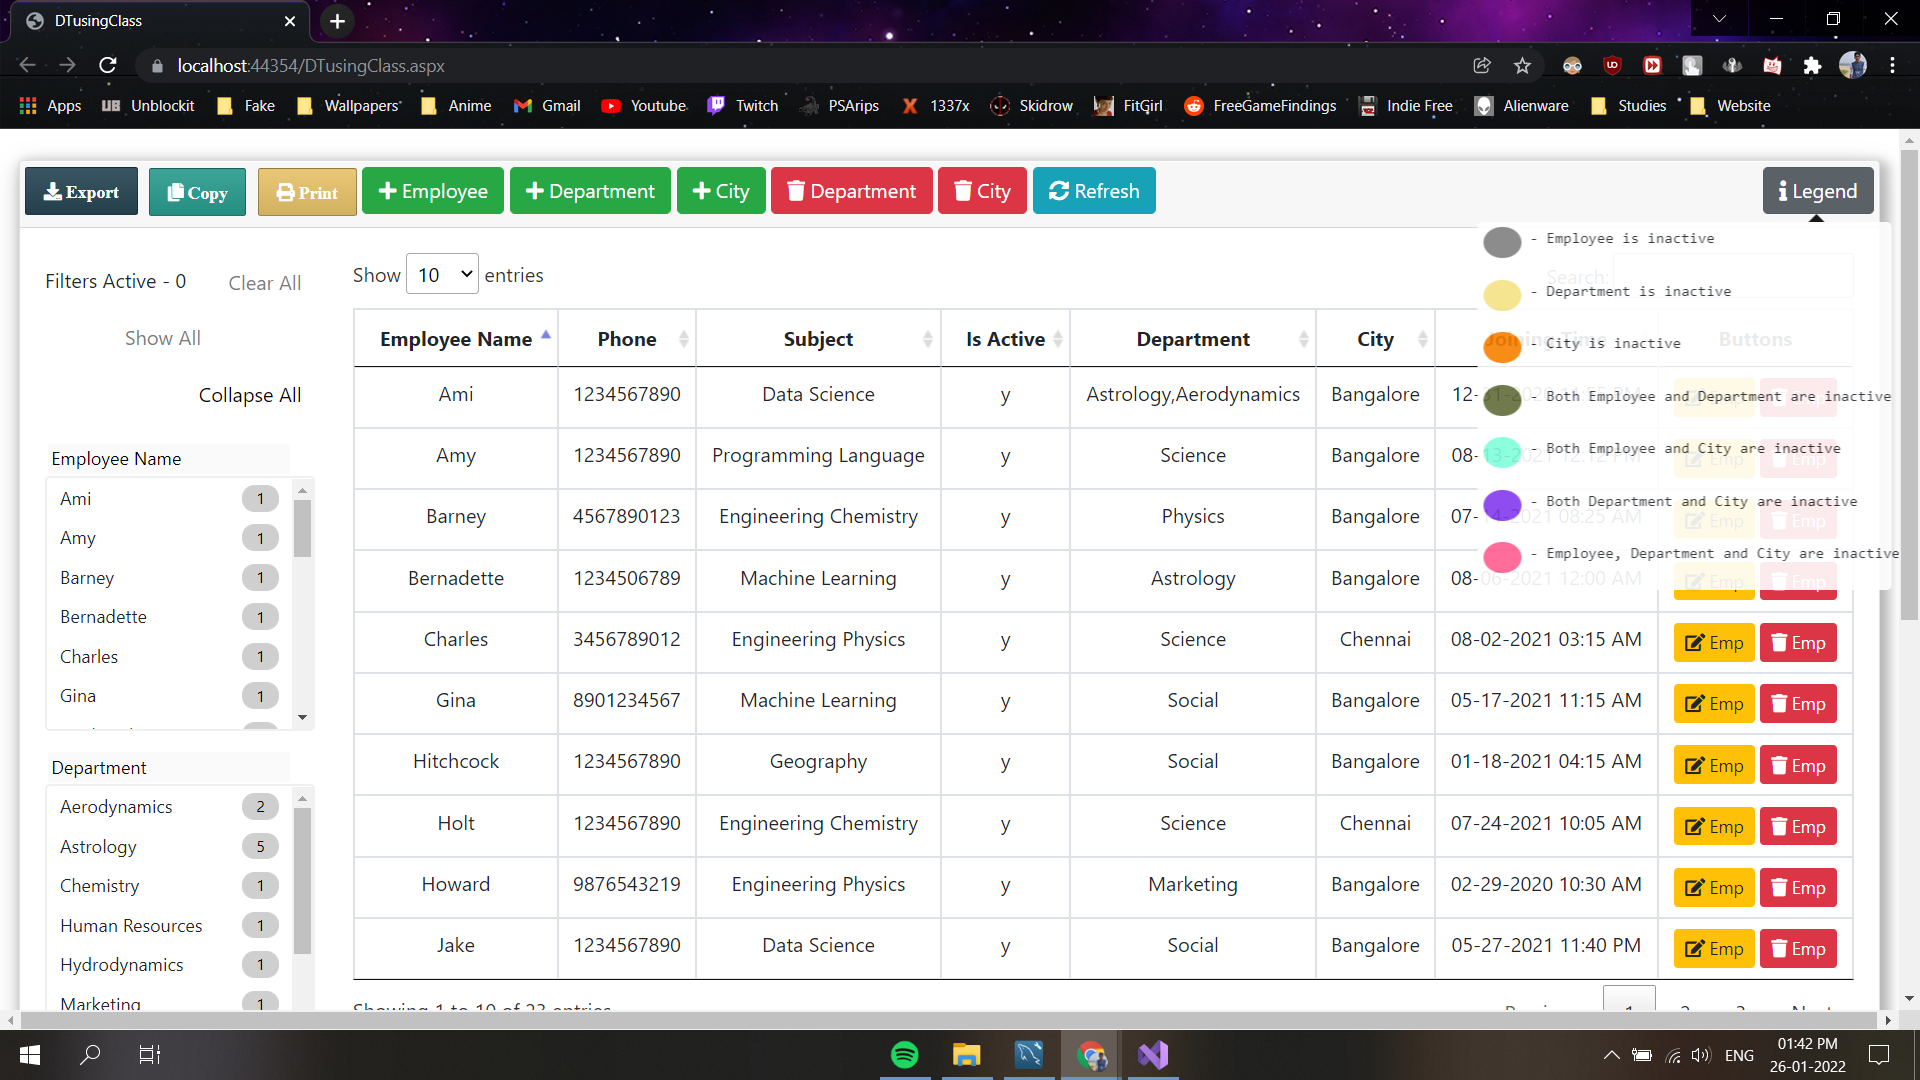 DTusingClass
localhost:44354/DTusingClass.aspx
Apps UB Unblockit Fake Wallpapers Anime Gmail Youtube Twitch PSArips X 1337x Skidrow FitGirl FreeGameFindings Indie Free Alienware Studies Website
Export Copy Print + Employee + Department + City Department City Refresh i Legend
Filters Active - 0 Clear All
Show All
Collapse All
Show 10 entries
Search:
- Employee is inactive
- Department is inactive
- City is inactive
- Both Employee and Department are inactive
- Both Employee and City are inactive
- Both Department and City are inactive
- Employee, Department and City are inactive
Employee Name
Ami 1
Amy 1
Barney 1
Bernadette 1
Charles 1
Gina 1
Department
Aerodynamics 2
Astrology 5
Chemistry 1
Human Resources 1
Hydrodynamics 1
Marketing 1
Employee Name Phone Subject Is Active Department City Joining Time Buttons
Ami 1234567890 Data Science y Astrology,Aerodynamics Bangalore
Amy 1234567890 Programming Language y Science Bangalore
Barney 4567890123 Engineering Chemistry y Physics Bangalore 07-14-2021 08:25 AM Emp Emp
Bernadette 1234506789 Machine Learning y Astrology Bangalore 08-06-2021 12:00 AM Emp Emp
Charles 3456789012 Engineering Physics y Science Chennai 08-02-2021 03:15 AM Emp Emp
Gina 8901234567 Machine Learning y Social Bangalore 05-17-2021 11:15 AM Emp Emp
Hitchcock 1234567890 Geography y Social Bangalore 01-18-2021 04:15 AM Emp Emp
Holt 1234567890 Engineering Chemistry y Science Chennai 07-24-2021 10:05 AM Emp Emp
Howard 9876543219 Engineering Physics y Marketing Bangalore 02-29-2020 10:30 AM Emp Emp
Jake 1234567890 Data Science y Social Bangalore 05-27-2021 11:40 PM Emp Emp
Showing 1 to 10 of 23 entries
ENG
01:42 PM
26-01-2022